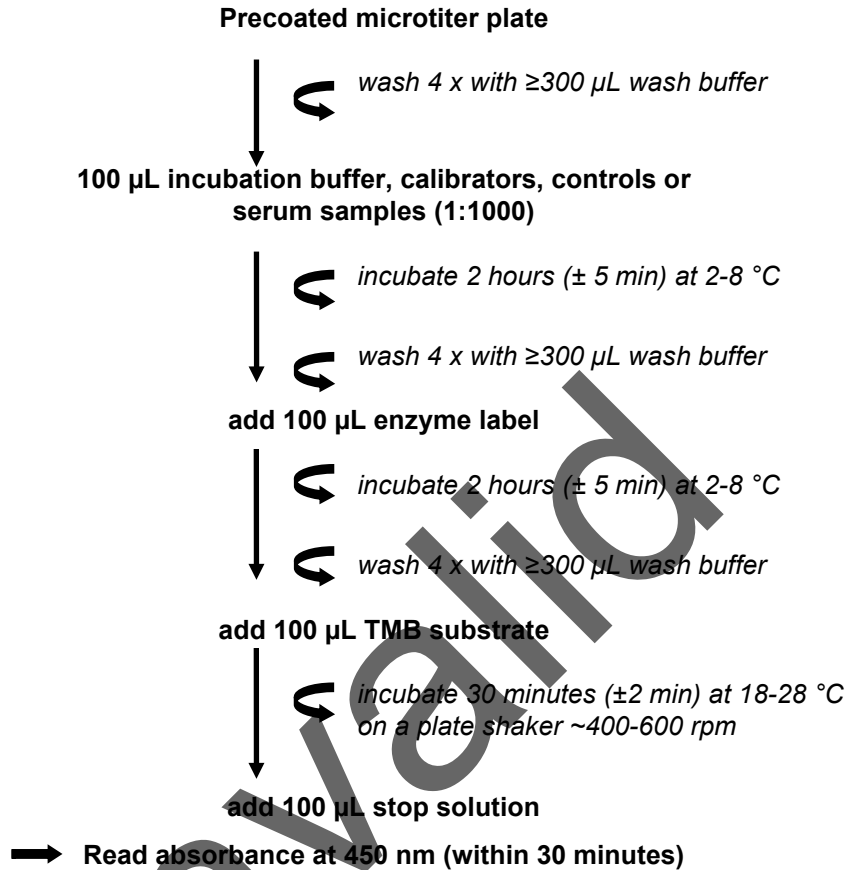 Precoated microtiter plate
wash 4 x with ≥300 µL wash buffer
100 µL incubation buffer, calibrators, controls or
serum samples (1:1000)
incubate 2 hours (± 5 min) at 2-8 °C
wash 4 x with ≥300 µL wash buffer
add 100 µL enzyme label
incubate 2 hours (± 5 min) at 2-8 °C
wash 4 x with ≥300 µL wash buffer
add 100 µL TMB substrate
incubate 30 minutes (±2 min) at 18-28 °C
on a plate shaker ~400-600 rpm
add 100 µL stop solution
Read absorbance at 450 nm (within 30 minutes)
valid